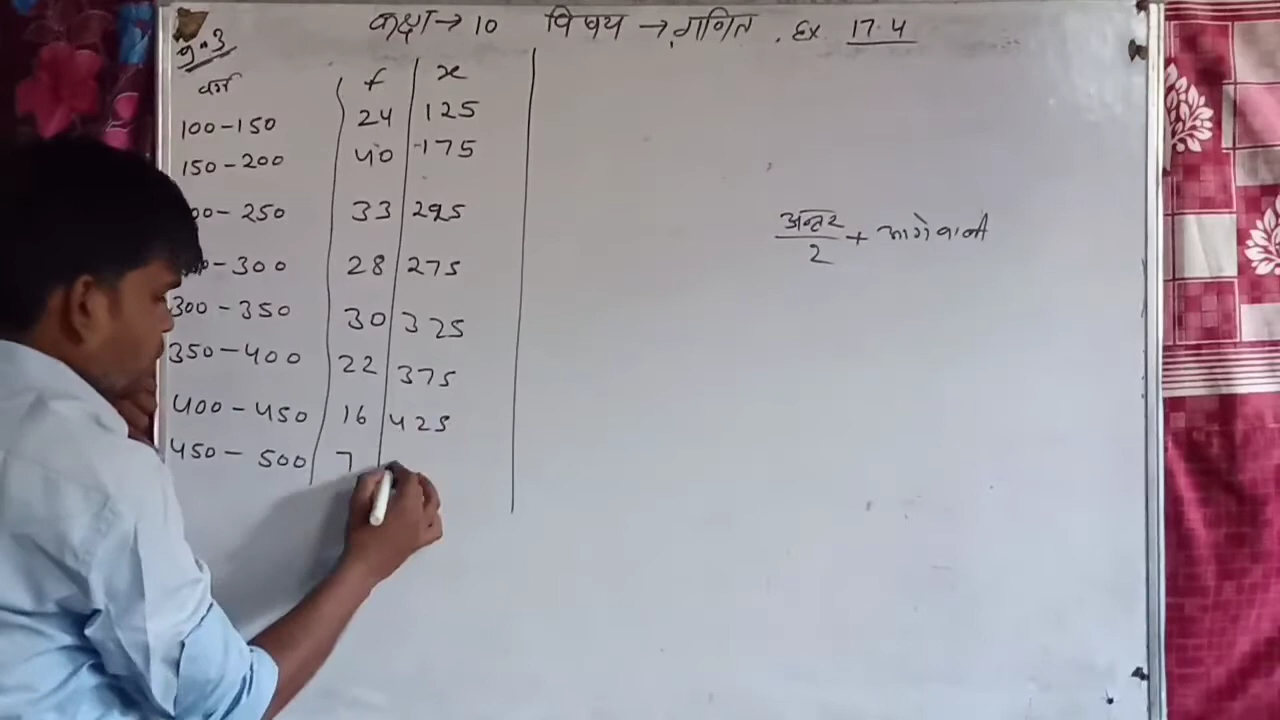 कक्षा → 10 विषय → गणित . Ex 17.4
प्र०3
वर्ग f x
100-150 24 125
150-200 40 175
00-250 33 225
-300 28 275
300-350 30 325
350-400 22 375
400-450 16 425
450-500 7
अन्तर/2 + आगे वाली